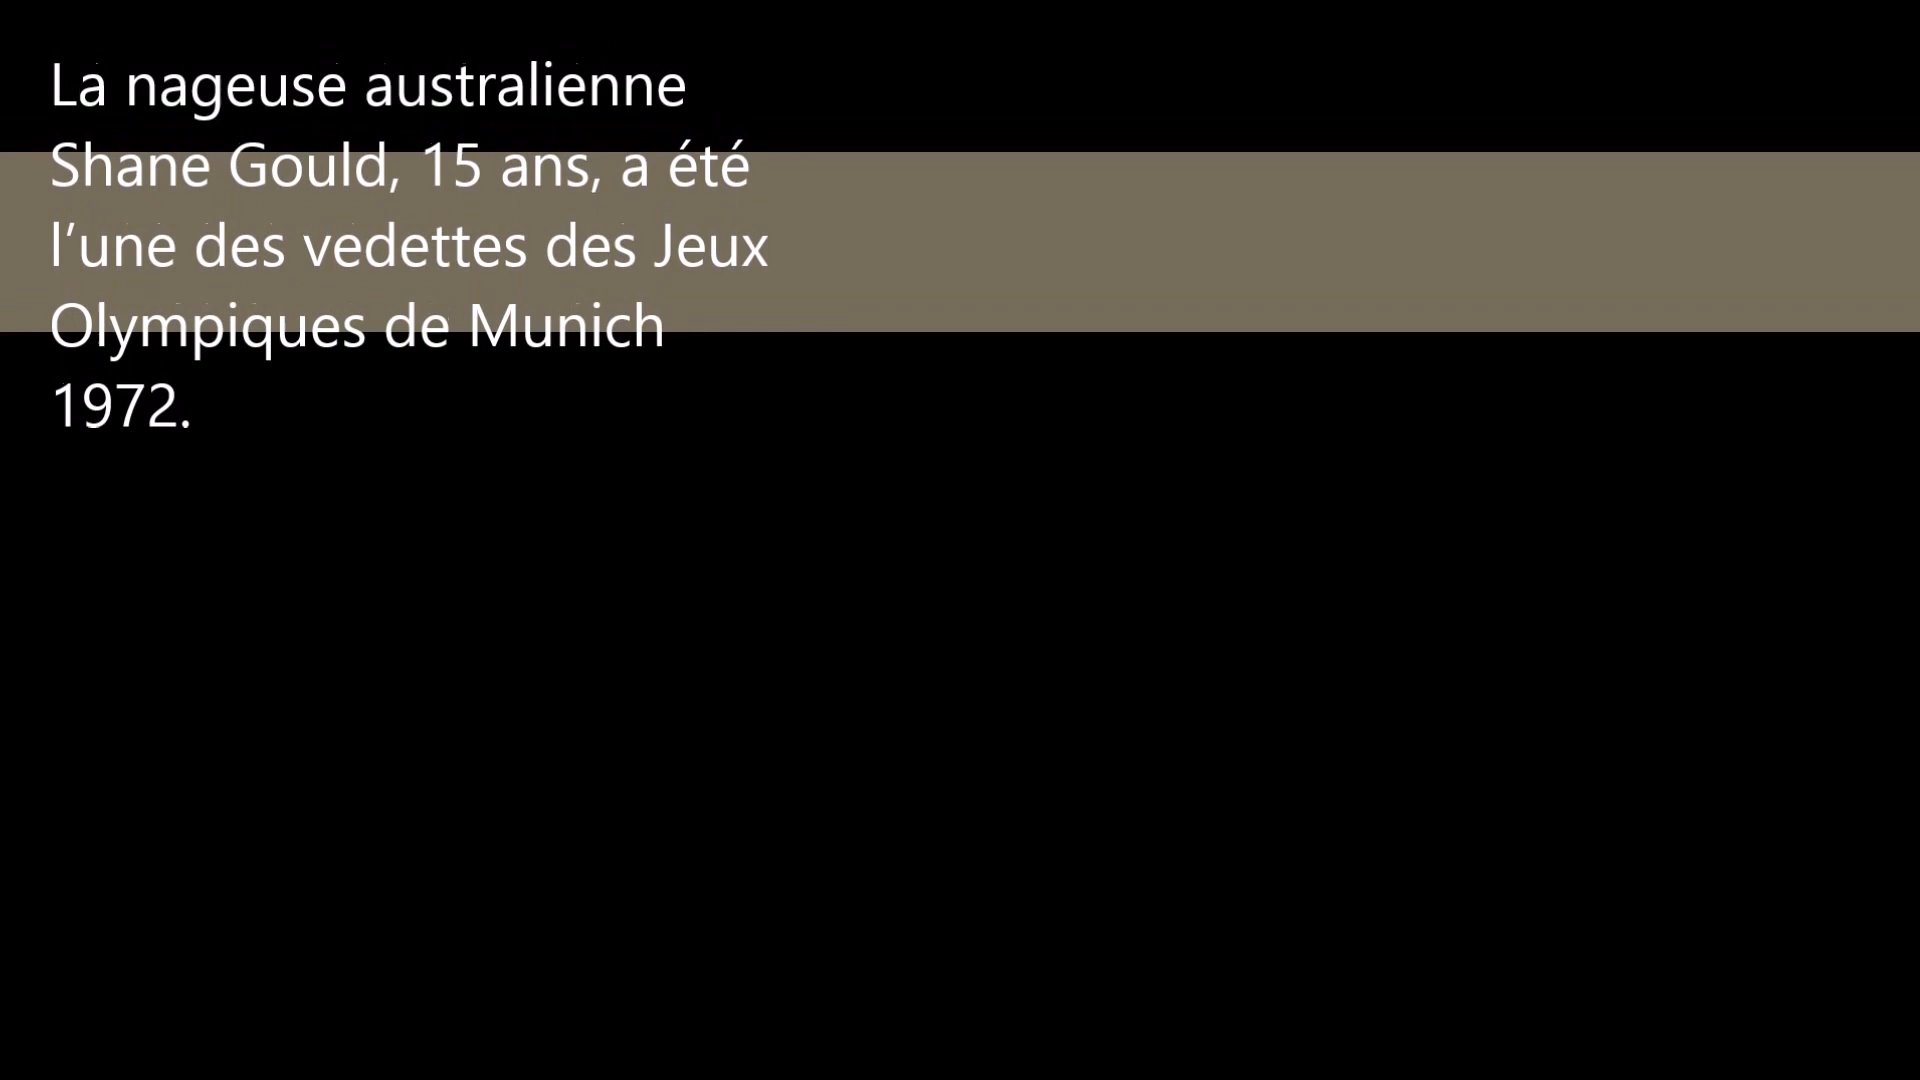 La nageuse australienne
Shane Gould, 15 ans, a été
l’une des vedettes des Jeux
Olympiques de Munich
1972.